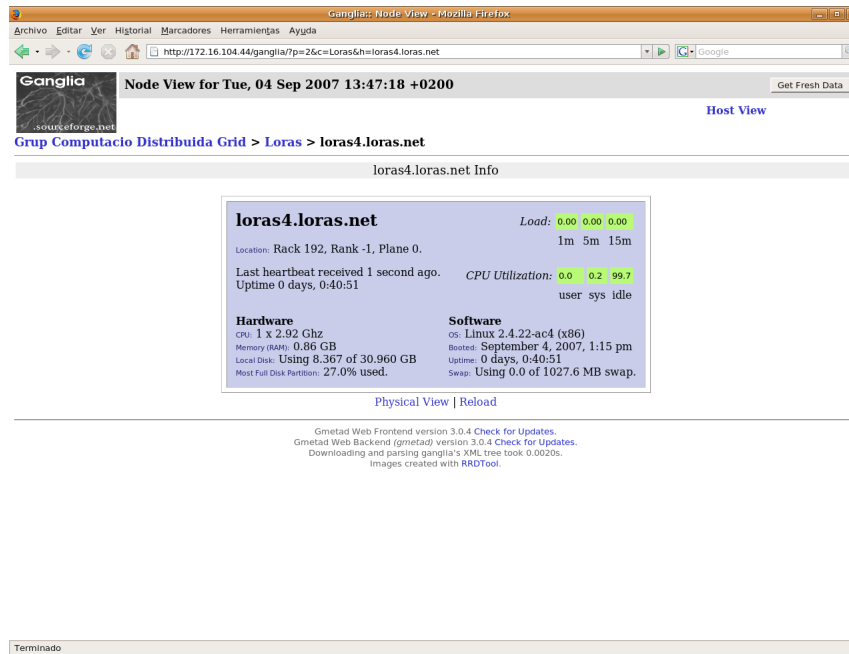 Ganglia:: Node View - Mozilla Firefox
Archivo Editar Ver Historial Marcadores Herramientas Ayuda
http://172.16.104.44/ganglia/?p=2&c=Loras&h=loras4.loras.net
G Google
Ganglia
.sourceforge.net
Node View for Tue, 04 Sep 2007 13:47:18 +0200
Get Fresh Data
Host View
Grup Computacio Distribuida Grid > Loras > loras4.loras.net
loras4.loras.net Info
loras4.loras.net
Location: Rack 192, Rank -1, Plane 0.
Last heartbeat received 1 second ago.
Uptime 0 days, 0:40:51
Load: 0.00 0.00 0.00
1m 5m 15m
CPU Utilization: 0.0 0.2 99.7
user sys idle
Hardware
CPU: 1 x 2.92 Ghz
Memory (RAM): 0.86 GB
Local Disk: Using 8.367 of 30.960 GB
Most Full Disk Partition: 27.0% used.
Software
OS: Linux 2.4.22-ac4 (x86)
Booted: September 4, 2007, 1:15 pm
Uptime: 0 days, 0:40:51
Swap: Using 0.0 of 1027.6 MB swap.
Physical View | Reload
Gmetad Web Frontend version 3.0.4 Check for Updates.
Gmetad Web Backend (gmetad) version 3.0.4 Check for Updates.
Downloading and parsing ganglia's XML tree took 0.0020s.
Images created with RRDTool.
Terminado